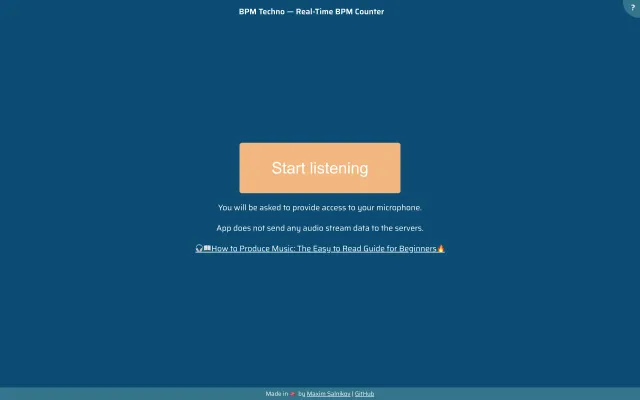 BPM Techno — Real-Time BPM Counter
?
Start listening
You will be asked to provide access to your microphone.
App does not send any audio stream data to the servers.
🎧📖How to Produce Music: The Easy to Read Guide for Beginners🔥
Made in by Maxim Salnikov | GitHub